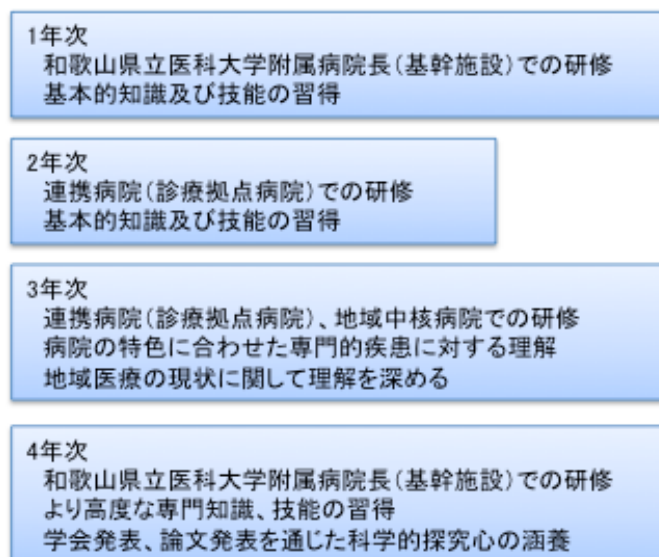 1年次
和歌山県立医科大学附属病院長(基幹施設)での研修
基本的知識及び技能の習得
2年次
連携病院(診療拠点病院)での研修
基本的知識及び技能の習得
3年次
連携病院(診療拠点病院)、地域中核病院での研修
病院の特色に合わせた専門的疾患に対する理解
地域医療の現状に関して理解を深める
4年次
和歌山県立医科大学附属病院長(基幹施設)での研修
より高度な専門知識、技能の習得
学会発表、論文発表を通じた科学的探究心の涵養